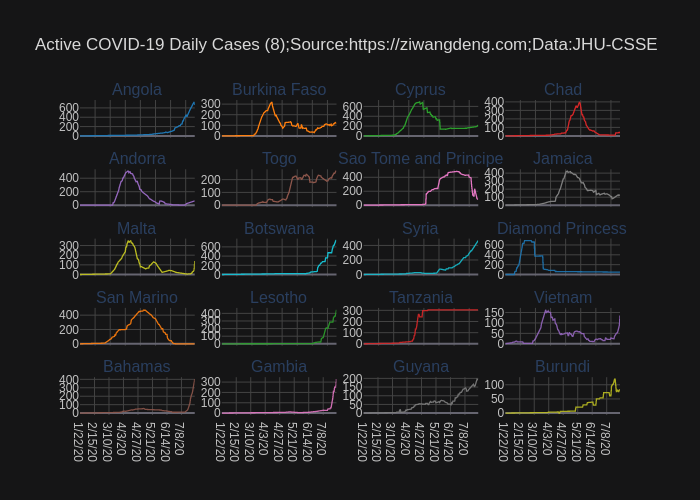 Active COVID-19 Daily Cases (8);Source:https://ziwangdeng.com;Data:JHU-CSSE
Angola Burkina Faso Cyprus Chad
600 400 200 0 300 200 100 0 600 400 200 0 400 300 200 100 0
Andorra Togo Sao Tome and Principe Jamaica
400 200 0 200 0 400 200 0 400 300 200 100 0
Malta Botswana Syria Diamond Princess
300 200 100 0 600 400 200 0 400 200 0 600 400 200 0
San Marino Lesotho Tanzania Vietnam
400 200 0 400 300 200 100 0 300 200 100 0 150 100 50 0
Bahamas Gambia Guyana Burundi
400 300 200 100 0 300 200 100 0 200 150 100 50 0 100 50 0
1/22/20 2/15/20 3/10/20 4/3/20 4/27/20 5/21/20 6/14/20 7/8/20 1/22/20 2/15/20 3/10/20 4/3/20 4/27/20 5/21/20 6/14/20 7/8/20 1/22/20 2/15/20 3/10/20 4/3/20 4/27/20 5/21/20 6/14/20 7/8/20 1/22/20 2/15/20 3/10/20 4/3/20 4/27/20 5/21/20 6/14/20 7/8/20